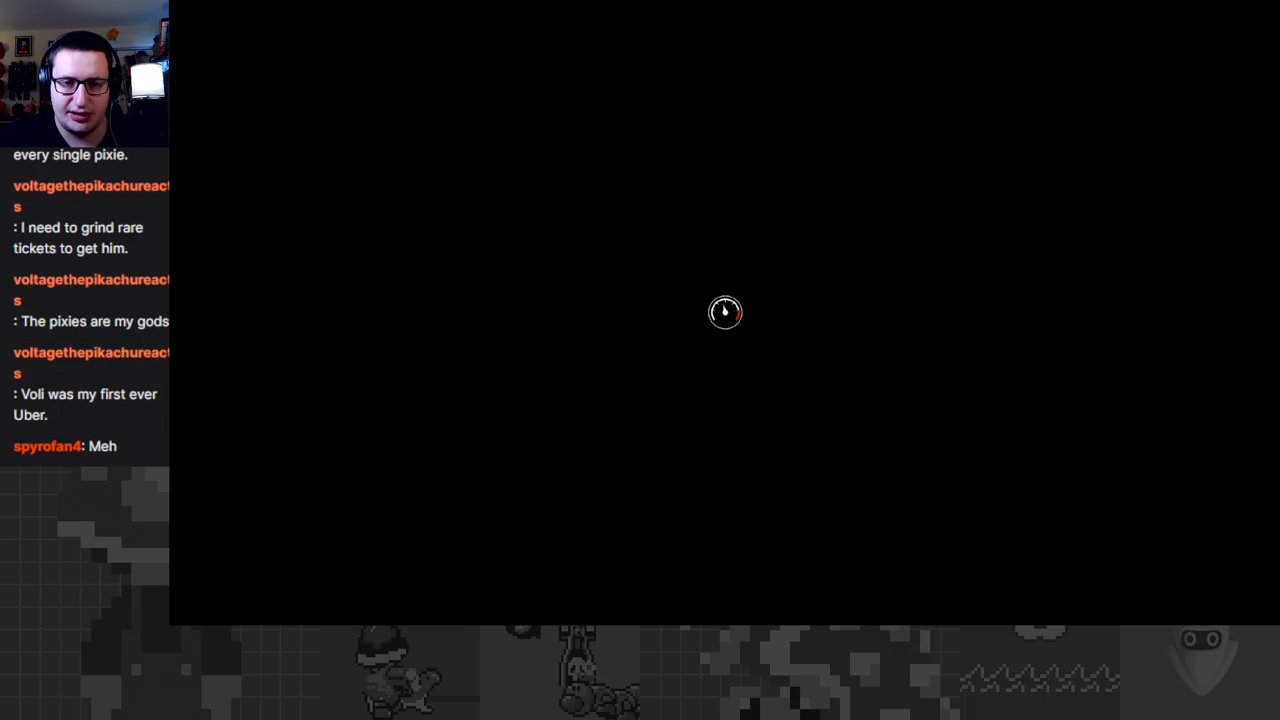 every single pixie.
voltagethepikachureact
s
: I need to grind rare
tickets to get him.
voltagethepikachureact
s
: The pixies are my gods
voltagethepikachureact
s
: Voli was my first ever
Uber.
spyrofan4: Meh